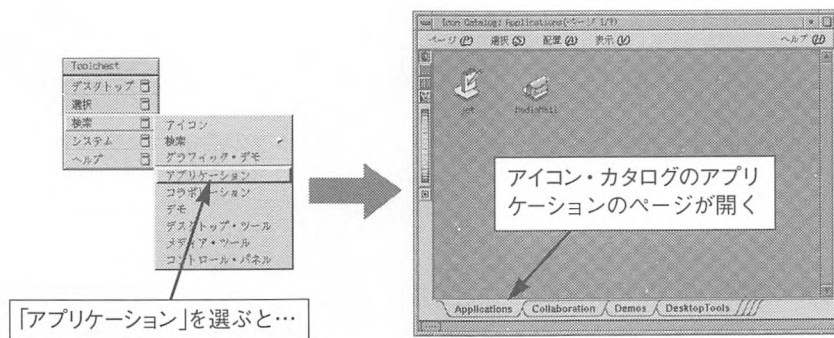 Toolchest
デスクトップ
選択
検索
システム
ヘルプ
アイコン
検索
グラフィック・デモ
アプリケーション
コラボレーション
デモ
デスクトップ・ツール
メディア・ツール
コントロール・パネル
「アプリケーション」を選ぶと…
Icon Catalog: Applications(ページ 1/9)
ページ(P) 選択(S) 配置(A) 表示(V) ヘルプ(H)
jot
アイコン・カタログのアプリ
ケーションのページが開く
Applications Collaboration Demos DesktopTools